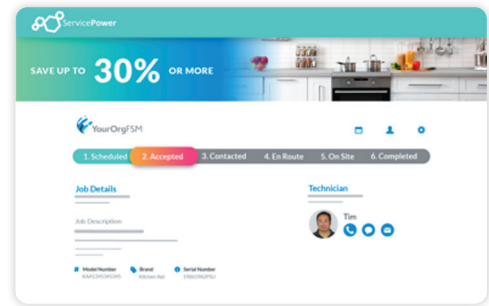 ServicePower
SAVE UP TO 30% OR MORE
YourOrgFSM
1. Scheduled 2. Accepted 3. Contacted 4. En Route 5. On Site 6. Completed
Job Details
Technician
Job Description
Tim
Model Number Brand Serial Number
Kitchen Aid